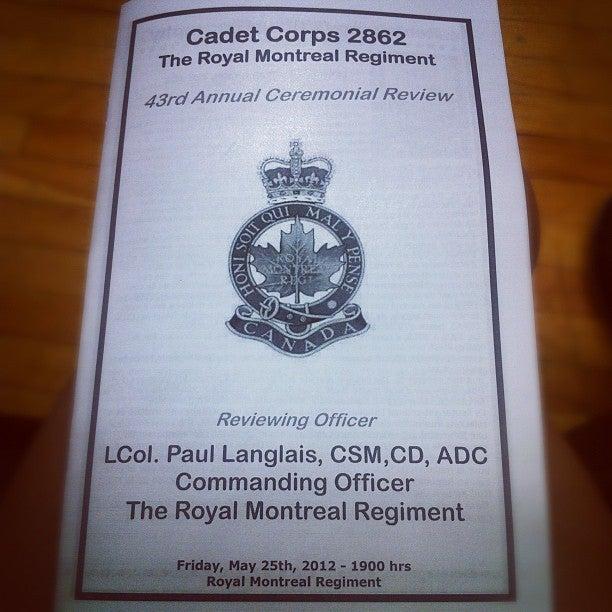 Cadet Corps 2862
The Royal Montreal Regiment
43rd Annual Ceremonial Review
HONI SOIT QUI MAL Y PENSE
ROYAL
MONTREAL
REGT
CANADA
Reviewing Officer
LCol. Paul Langlais, CSM,CD, ADC
Commanding Officer
The Royal Montreal Regiment
Friday, May 25th, 2012 - 1900 hrs
Royal Montreal Regiment